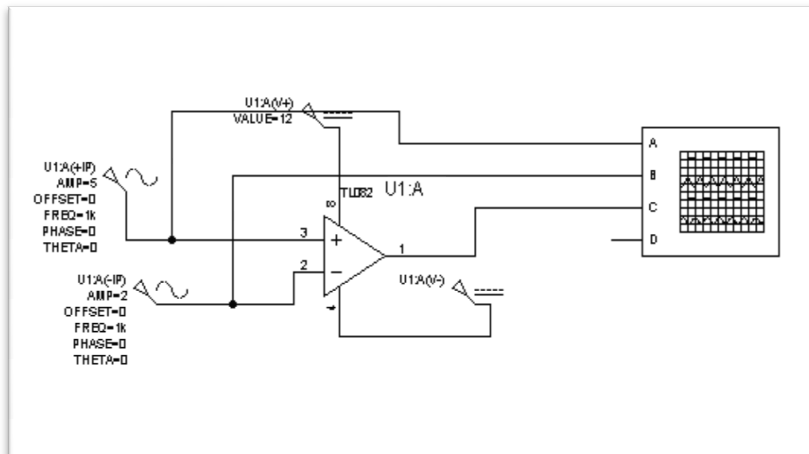 U1:A(V+)
VALUE=12
U1:A(+IP)
AMP=5
OFFSET=0
FREQ=1k
PHASE=0
THETA=0
TL082
U1:A
8
3
2
1
4
U1:A(-IP)
AMP=2
OFFSET=0
FREQ=1k
PHASE=0
THETA=0
U1:A(V-)
A
B
C
D